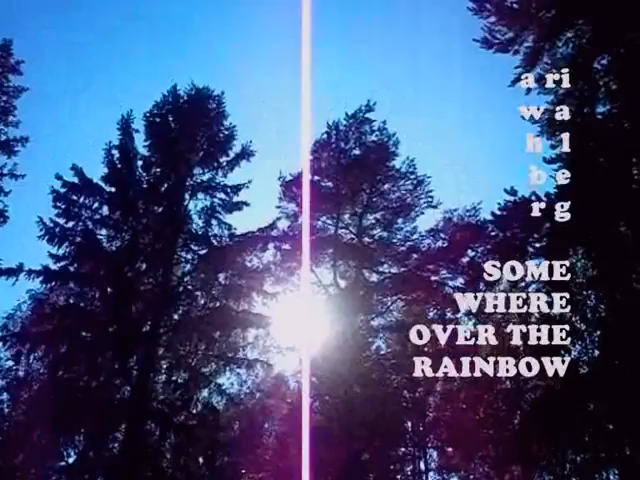 a ri
w a
h l
b e
r g
SOME
WHERE
OVER THE
RAINBOW